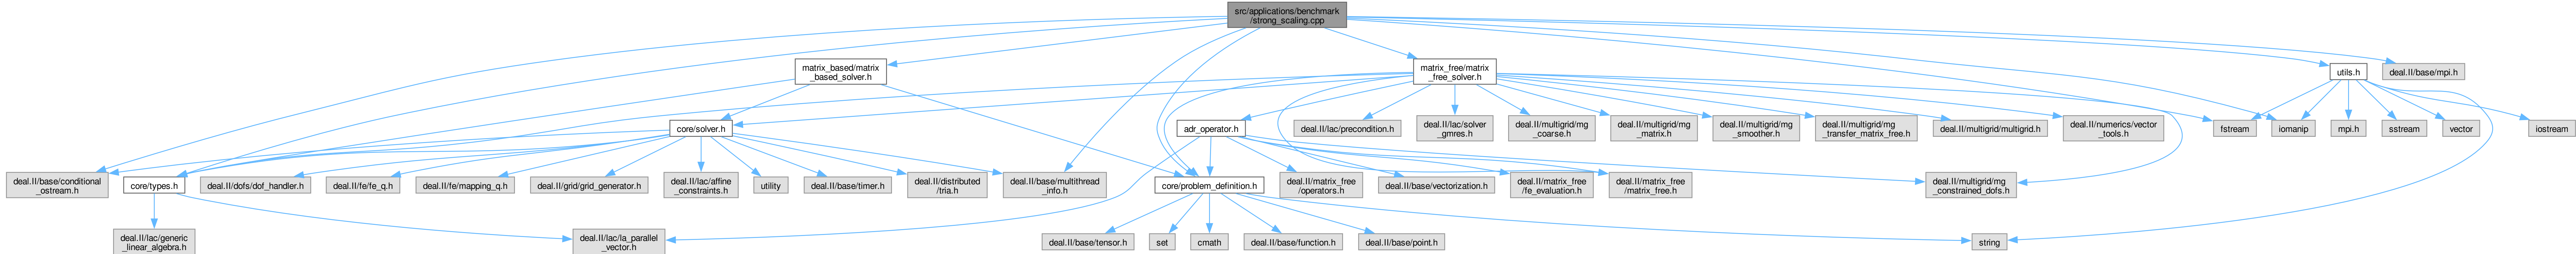 src/applications/benchmark
/strong_scaling.cpp
matrix_based/matrix
_based_solver.h
matrix_free/matrix
_free_solver.h
utils.h
deal.II/base/mpi.h
core/solver.h
adr_operator.h
deal.II/lac/precondition.h
deal.II/lac/solver
_gmres.h
deal.II/multigrid/mg
_coarse.h
deal.II/multigrid/mg
_matrix.h
deal.II/multigrid/mg
_smoother.h
deal.II/multigrid/mg
_transfer_matrix_free.h
deal.II/multigrid/multigrid.h
deal.II/numerics/vector
_tools.h
fstream
iomanip
mpi.h
sstream
vector
iostream
deal.II/base/conditional
_ostream.h
core/types.h
deal.II/dofs/dof_handler.h
deal.II/fe/fe_q.h
deal.II/fe/mapping_q.h
deal.II/grid/grid_generator.h
deal.II/lac/affine
_constraints.h
utility
deal.II/base/timer.h
deal.II/distributed
/tria.h
deal.II/base/multithread
_info.h
core/problem_definition.h
deal.II/matrix_free
/operators.h
deal.II/base/vectorization.h
deal.II/matrix_free
/fe_evaluation.h
deal.II/matrix_free
/matrix_free.h
deal.II/multigrid/mg
_constrained_dofs.h
deal.II/lac/generic
_linear_algebra.h
deal.II/lac/la_parallel
_vector.h
deal.II/base/tensor.h
set
cmath
deal.II/base/function.h
deal.II/base/point.h
string